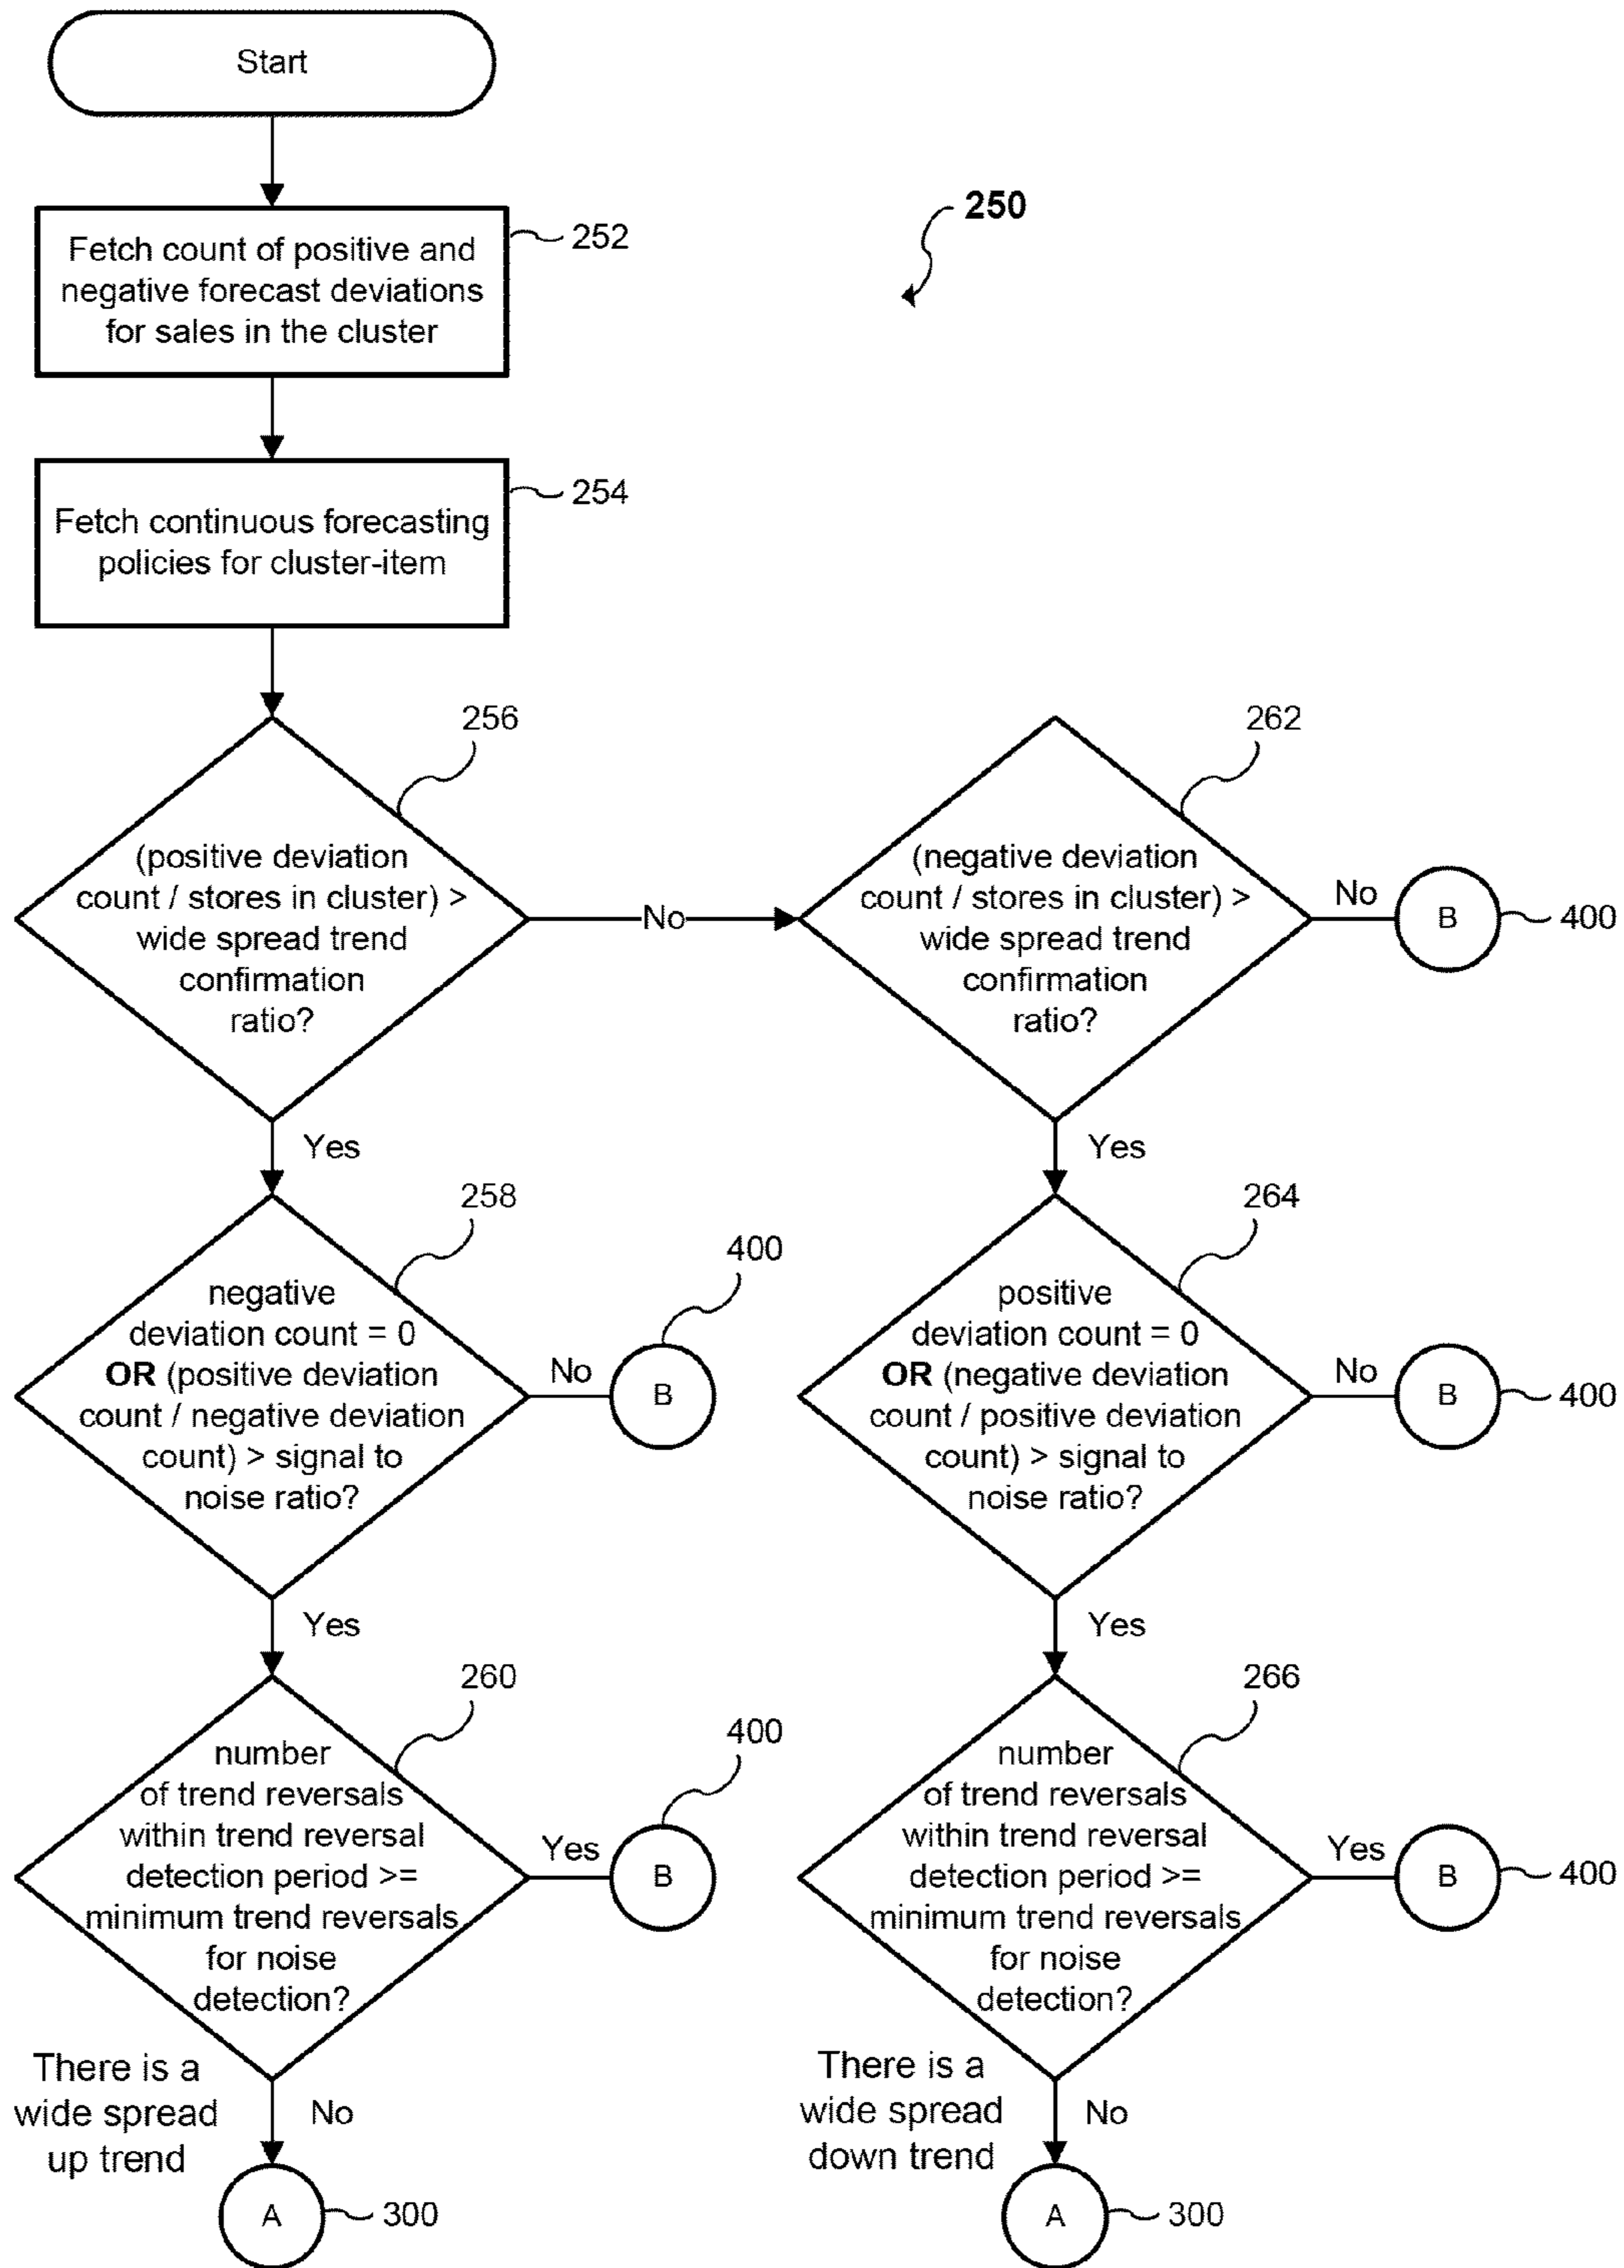 Start
250
Fetch count of positive and
negative forecast deviations
for sales in the cluster
252
Fetch continuous forecasting
policies for cluster-item
254
256
(positive deviation
count / stores in cluster) >
wide spread trend
confirmation
ratio?
No
Yes
262
(negative deviation
count / stores in cluster) >
wide spread trend
confirmation
ratio?
No
B
400
Yes
258
negative
deviation count = 0
OR (positive deviation
count / negative deviation
count) > signal to
noise ratio?
No
400
B
Yes
264
positive
deviation count = 0
OR (negative deviation
count / positive deviation
count) > signal to
noise ratio?
No
B
400
Yes
260
number
of trend reversals
within trend reversal
detection period >=
minimum trend reversals
for noise
detection?
Yes
400
B
There is a
wide spread
up trend
No
A
300
266
number
of trend reversals
within trend reversal
detection period >=
minimum trend reversals
for noise
detection?
Yes
B
400
There is a
wide spread
down trend
No
A
300